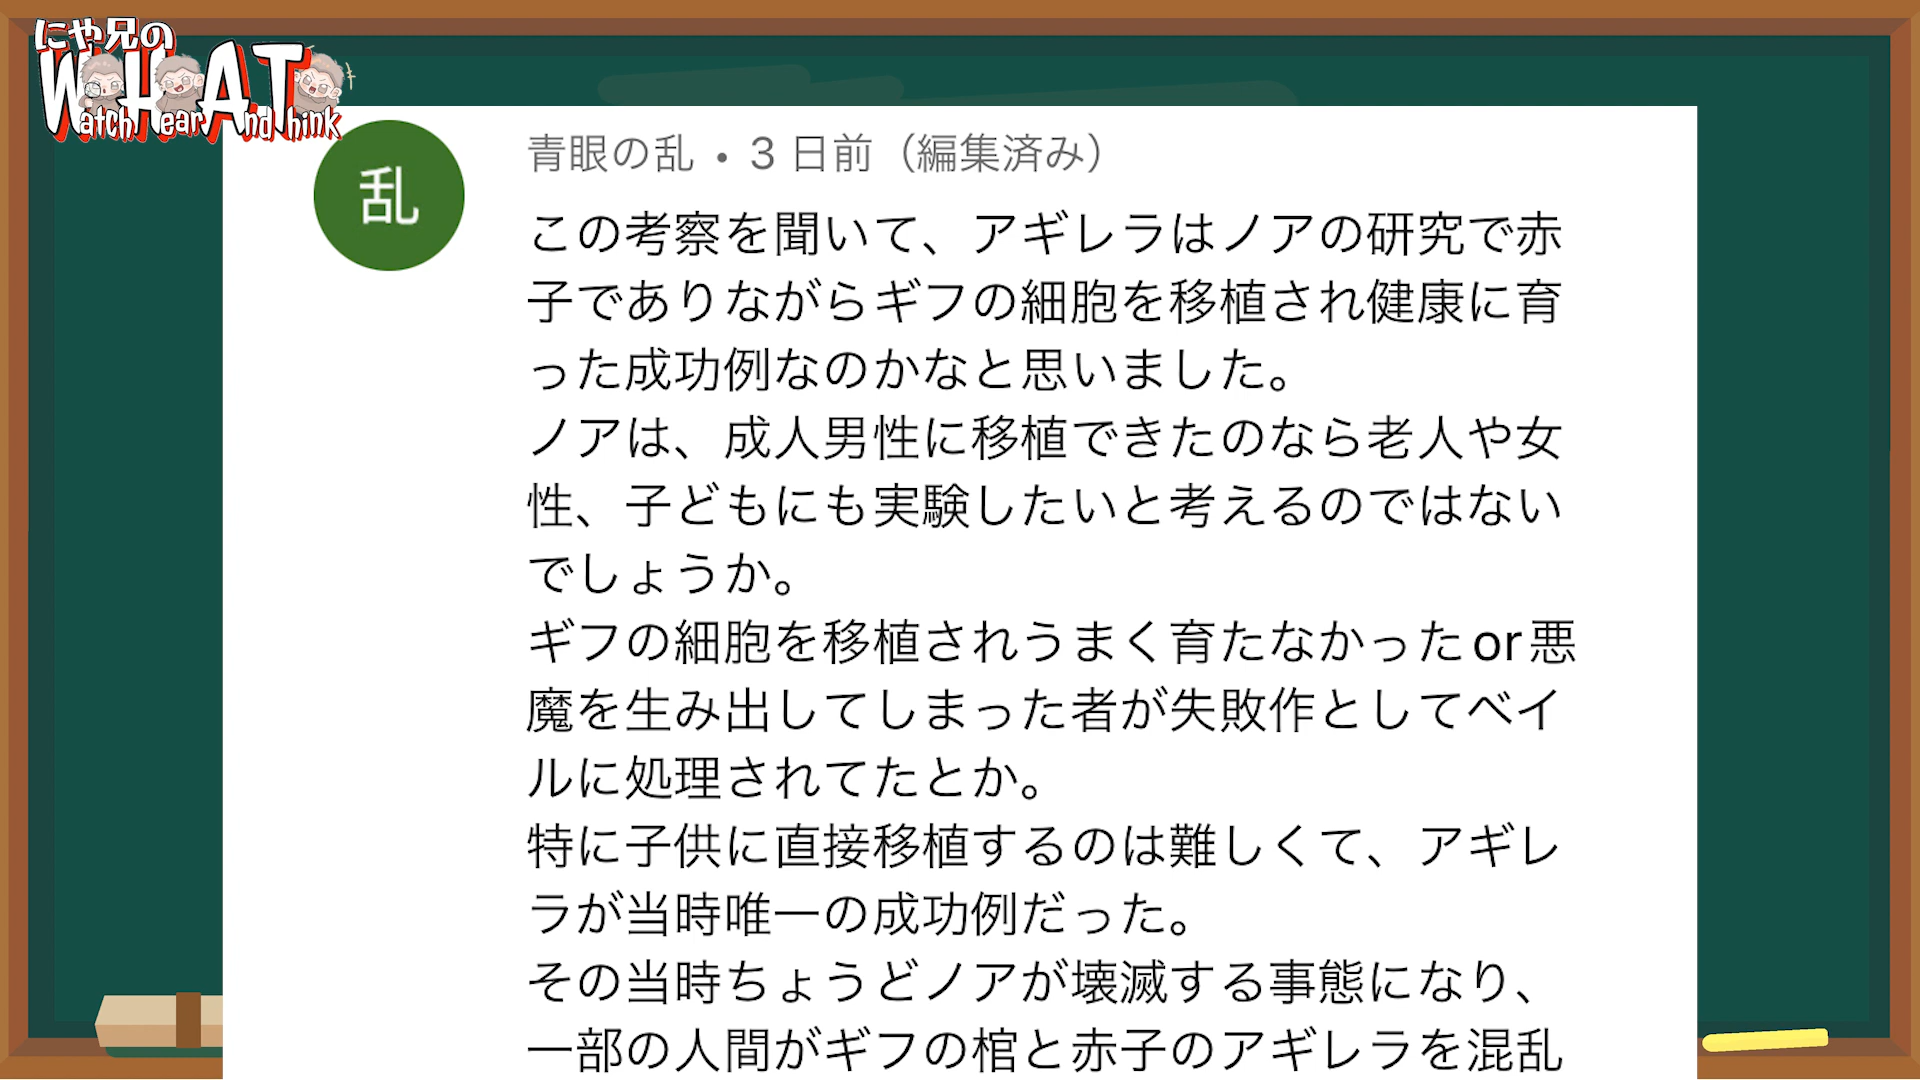 にや兄の
WHAT
Watch Hear And Think
乱
青眼の乱 • 3 日前（編集済み）
この考察を聞いて、アギレラはノアの研究で赤
子でありながらギフの細胞を移植され健康に育
った成功例なのかなと思いました。
ノアは、成人男性に移植できたのなら老人や女
性、子どもにも実験したいと考えるのではない
でしょうか。
ギフの細胞を移植されうまく育たなかったor悪
魔を生み出してしまった者が失敗作としてベイ
ルに処理されてたとか。
特に子供に直接移植するのは難しくて、アギレ
ラが当時唯一の成功例だった。
その当時ちょうどノアが壊滅する事態になり、
一部の人間がギフの棺と赤子のアギレラを混乱